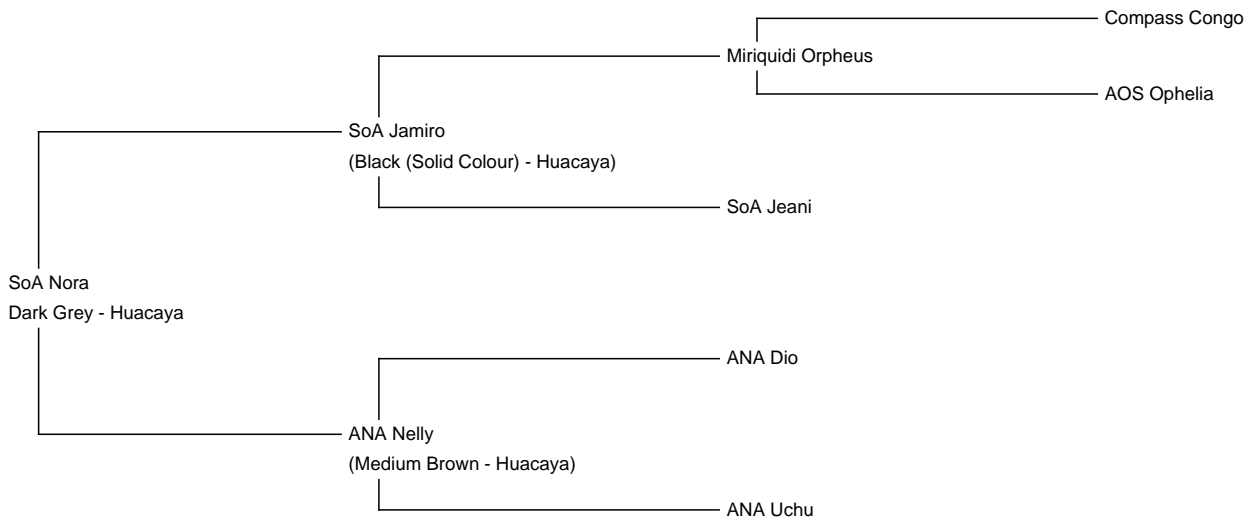 Compass Congo
Miriquidi Orpheus
AOS Ophelia
SoA Jamiro
(Black (Solid Colour) - Huacaya)
SoA Jeani
SoA Nora
Dark Grey - Huacaya
ANA Dio
ANA Nelly
(Medium Brown - Huacaya)
ANA Uchu